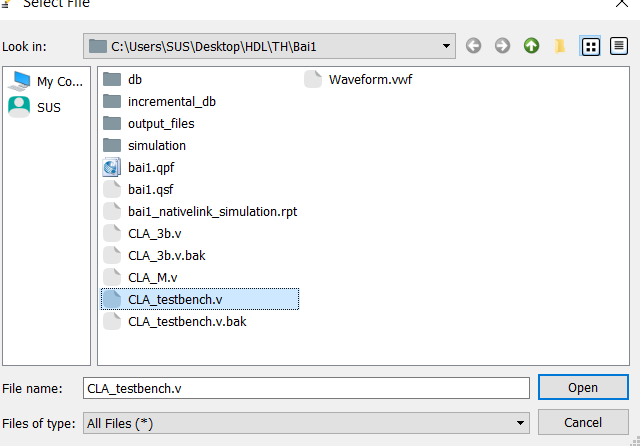 Select File
Look in: C:\Users\SUS\Desktop\HDL\TH\Bai1
My Co...
SUS
db
incremental_db
output_files
simulation
bai1.qpf
bai1.qsf
bai1_nativelink_simulation.rpt
CLA_3b.v
CLA_3b.v.bak
CLA_M.v
CLA_testbench.v
CLA_testbench.v.bak
Waveform.vwf
File name: CLA_testbench.v Open
Files of type: All Files (*) Cancel